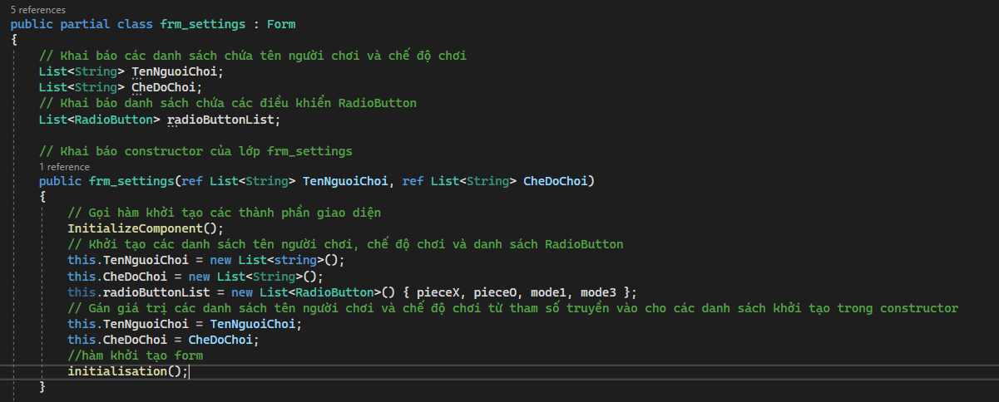 5 references
public partial class frm_settings : Form
{
// Khai báo các danh sách chứa tên người chơi và chế độ chơi
List<String> TenNguoiChoi;
List<String> CheDoChoi;
// Khai báo danh sách chứa các điều khiển RadioButton
List<RadioButton> radioButtonList;
// Khai báo constructor của lớp frm_settings
1 reference
public frm_settings(ref List<String> TenNguoiChoi, ref List<String> CheDoChoi)
{
// Gọi hàm khởi tạo các thành phần giao diện
InitializeComponent();
// Khởi tạo các danh sách tên người chơi, chế độ chơi và danh sách RadioButton
this.TenNguoiChoi = new List<string>();
this.CheDoChoi = new List<String>();
this.radioButtonList = new List<RadioButton>() { pieceX, pieceO, mode1, mode3 };
// Gán giá trị các danh sách tên người chơi và chế độ chơi từ tham số truyền vào cho các danh sách khởi tạo trong constructor
this.TenNguoiChoi = TenNguoiChoi;
this.CheDoChoi = CheDoChoi;
//hàm khởi tạo form
initialisation();
}